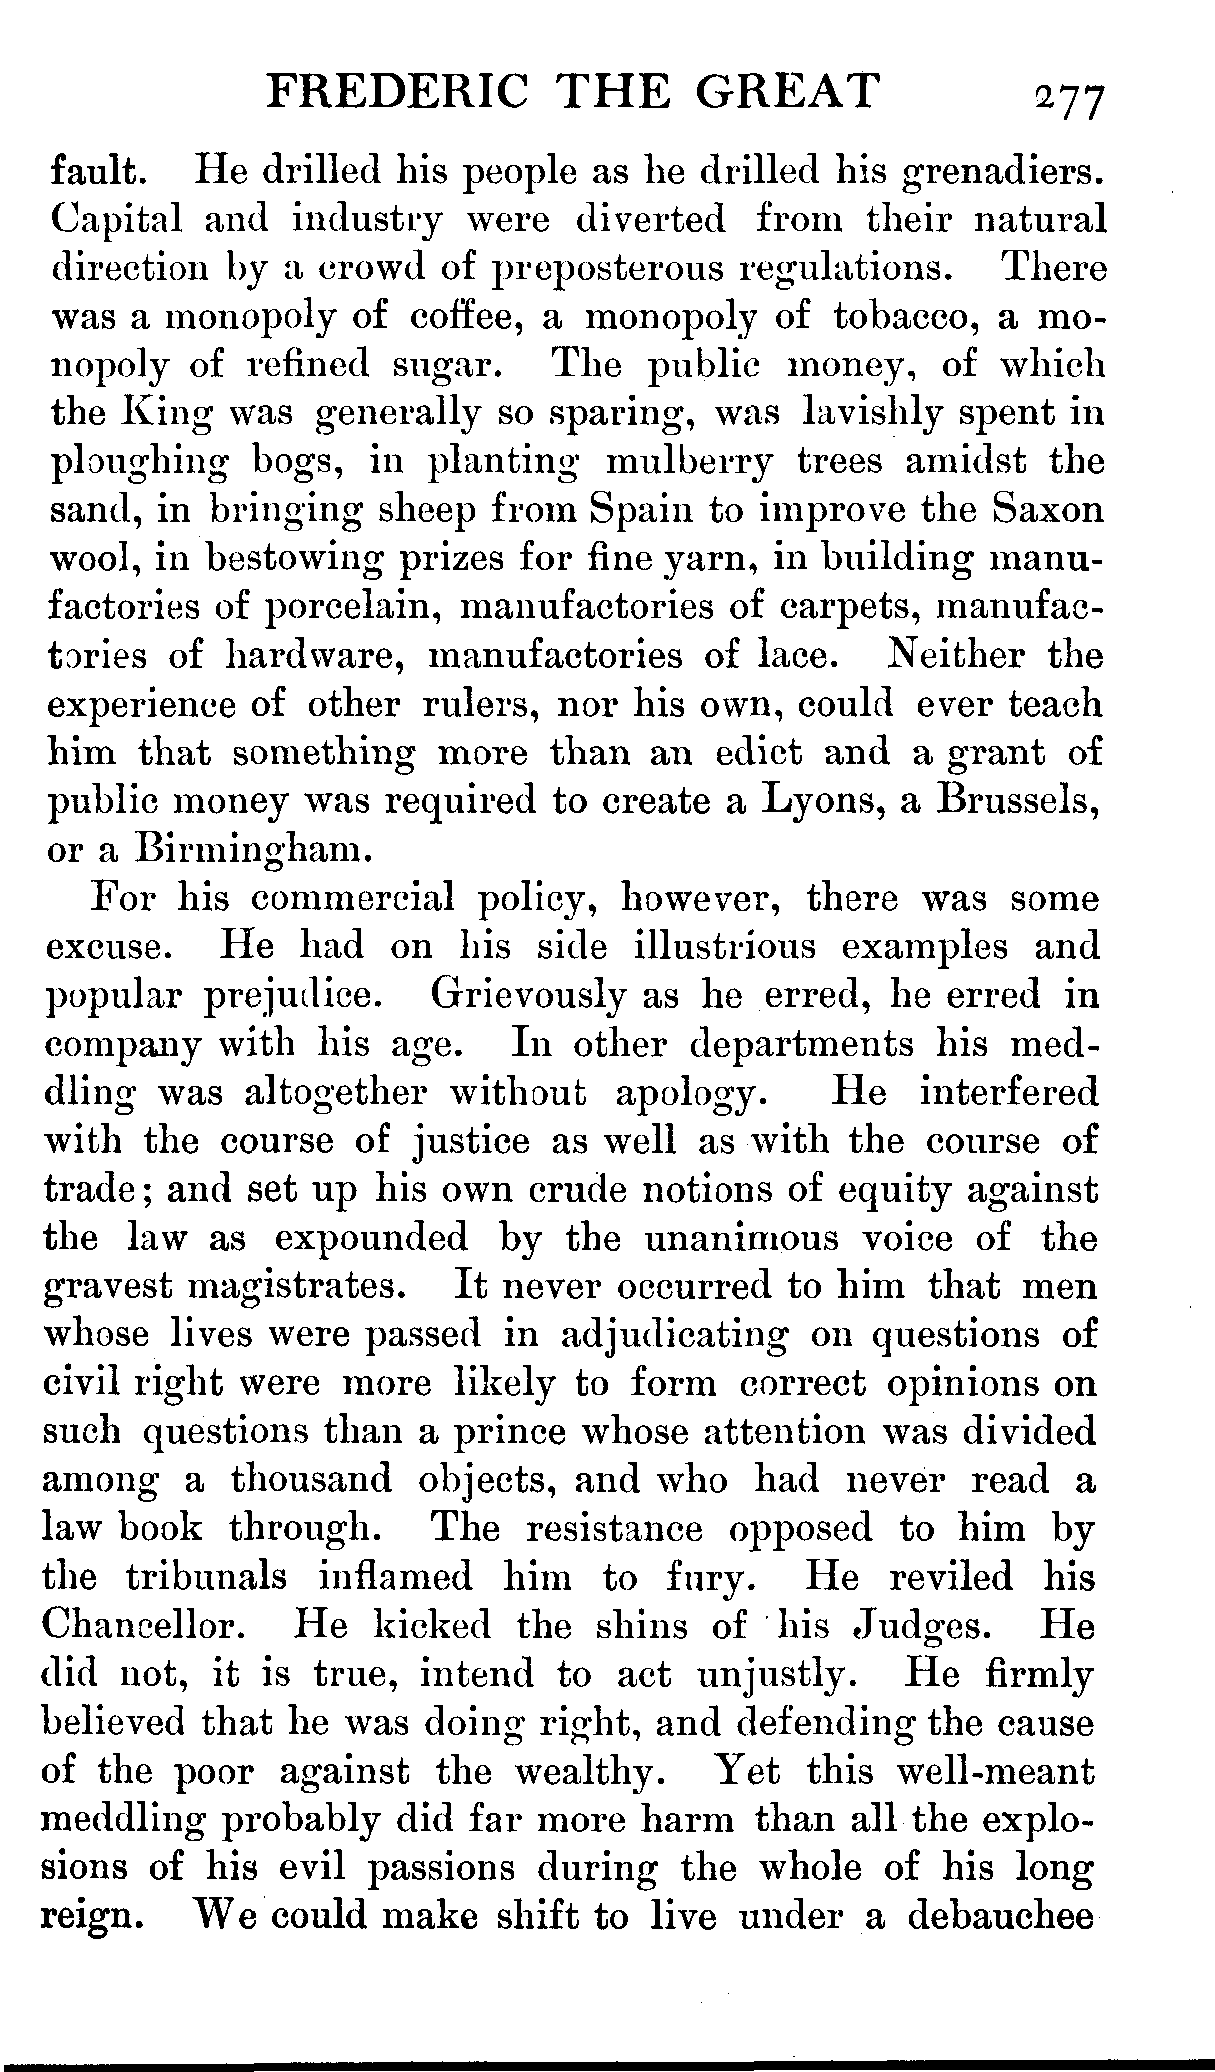 FREDERIC THE GREAT 277
fault. He drilled his people as he drilled his grenadiers.
Capital and industry were diverted from their natural
direction by a crowd of preposterous regulations. There
was a monopoly of coffee, a monopoly of tobacco, a mo-
nopoly of refined sugar. The public money, of which
the King was generally so sparing, was lavishly spent in
ploughing bogs, in planting mulberry trees amidst the
sand, in bringing sheep from Spain to improve the Saxon
wool, in bestowing prizes for fine yarn, in building manu-
factories of porcelain, manufactories of carpets, manufac-
tories of hardware, manufactories of lace. Neither the
experience of other rulers, nor his own, could ever teach
him that something more than an edict and a grant of
public money was required to create a Lyons, a Brussels,
or a Birmingham.
For his commercial policy, however, there was some
excuse. He had on his side illustrious examples and
popular prejudice. Grievously as he erred, he erred in
company with his age. In other departments his med-
dling was altogether without apology. He interfered
with the course of justice as well as with the course of
trade; and set up his own crude notions of equity against
the law as expounded by the unanimous voice of the
gravest magistrates. It never occurred to him that men
whose lives were passed in adjudicating on questions of
civil right were more likely to form correct opinions on
such questions than a prince whose attention was divided
among a thousand objects, and who had never read a
law book through. The resistance opposed to him by
the tribunals inflamed him to fury. He reviled his
Chancellor. He kicked the shins of his Judges. He
did not, it is true, intend to act unjustly. He firmly
believed that he was doing right, and defending the cause
of the poor against the wealthy. Yet this well-meant
meddling probably did far more harm than all the explo-
sions of his evil passions during the whole of his long
reign. We could make shift to live under a debauchee